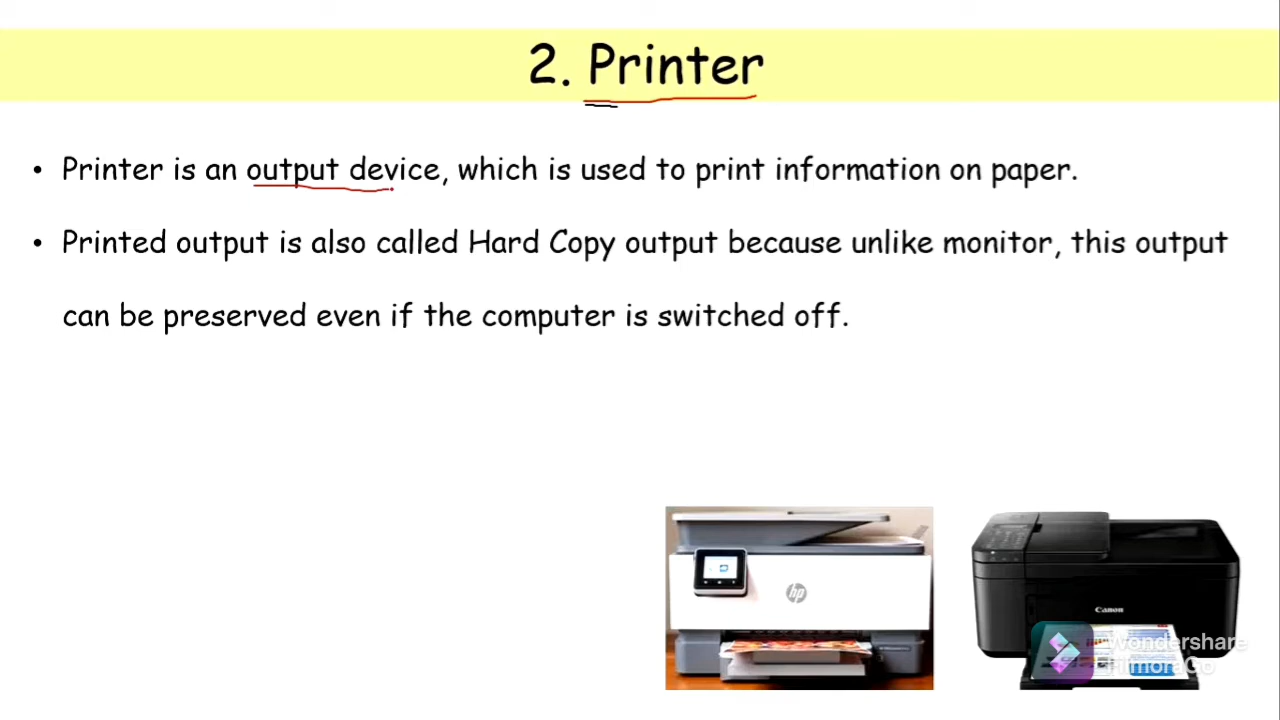 2. Printer
• Printer is an output device, which is used to print information on paper.
• Printed output is also called Hard Copy output because unlike monitor, this output
can be preserved even if the computer is switched off.
hp
Canon
Wondershare
FilmoraGo